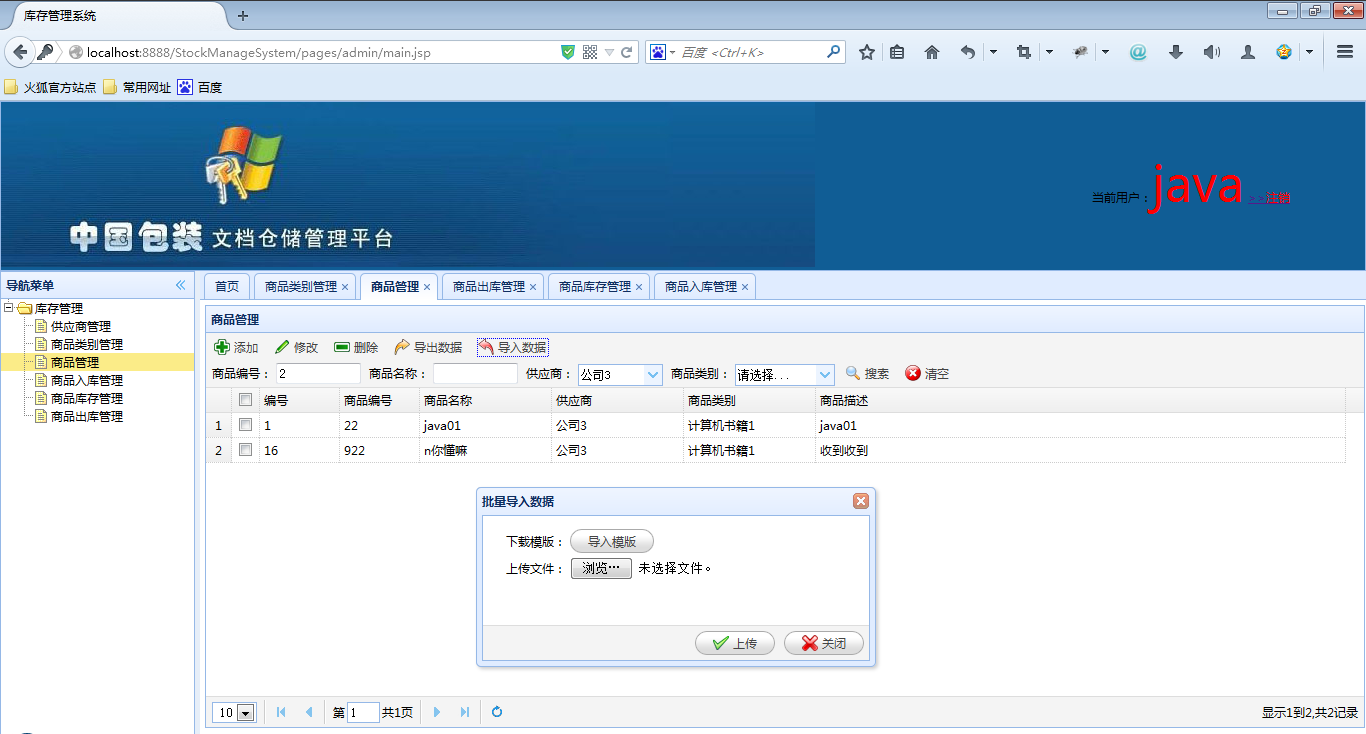 库存管理系统
localhost:8888/StockManageSystem/pages/admin/main.jsp
百度 <Ctrl+K>
火狐官方站点 常用网址 百度
当前用户：java >>注销
中国包装 文档仓储管理平台
导航菜单
库存管理
供应商管理
商品类别管理
商品管理
商品入库管理
商品库存管理
商品出库管理
首页 商品类别管理 商品管理 商品出库管理 商品库存管理 商品入库管理
商品管理
添加 修改 删除 导出数据 导入数据
商品编号： 2 商品名称： 供应商： 公司3 商品类别： 请选择... 搜索 清空
编号 商品编号 商品名称 供应商 商品类别 商品描述
1 1 22 java01 公司3 计算机书籍1 java01
2 16 922 n你懂嘛 公司3 计算机书籍1 收到收到
批量导入数据
下载模版： 导入模版
上传文件： 浏览… 未选择文件。
上传 关闭
10 第 1 共1页
显示1到2,共2记录